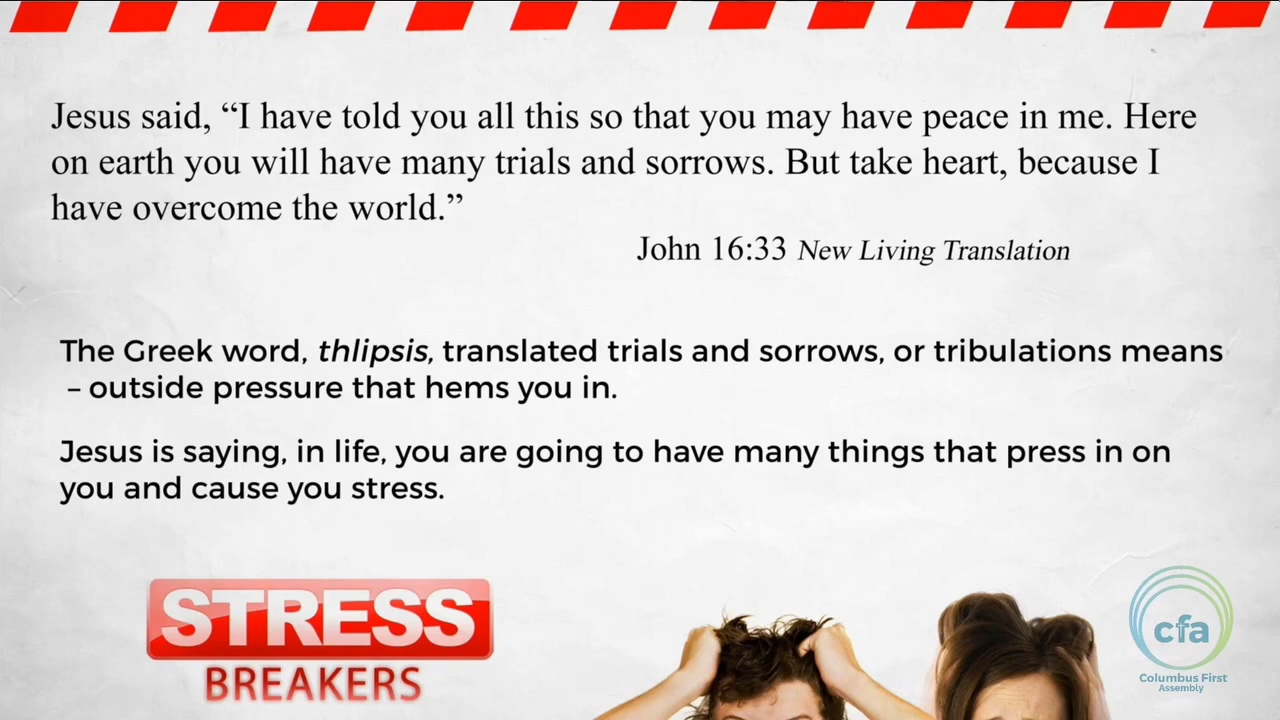 Jesus said, “I have told you all this so that you may have peace in me. Here
on earth you will have many trials and sorrows. But take heart, because I
have overcome the world.”
John 16:33 New Living Translation
The Greek word, thlipsis, translated trials and sorrows, or tribulations means
– outside pressure that hems you in.
Jesus is saying, in life, you are going to have many things that press in on
you and cause you stress.
STRESS
BREAKERS
cfa
Columbus First
Assembly